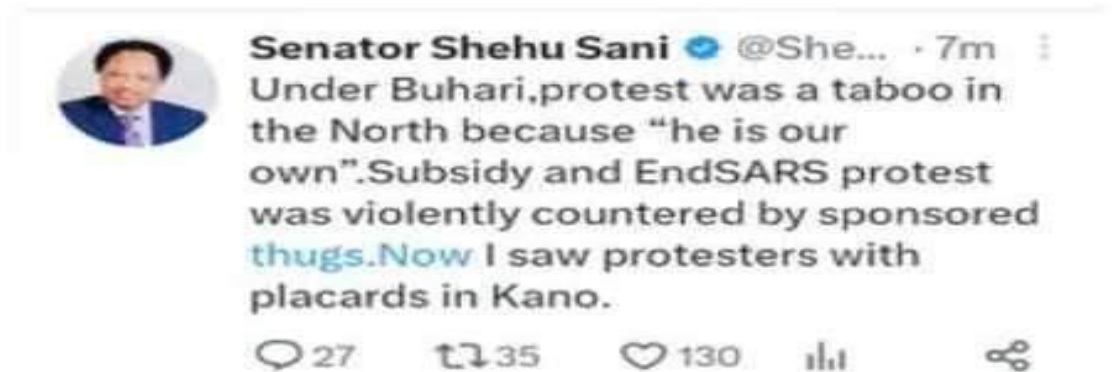 Senator Shehu Sani @She... · 7m
Under Buhari,protest was a taboo in
the North because “he is our
own”.Subsidy and EndSARS protest
was violently countered by sponsored
thugs.Now I saw protesters with
placards in Kano.
27 35 130